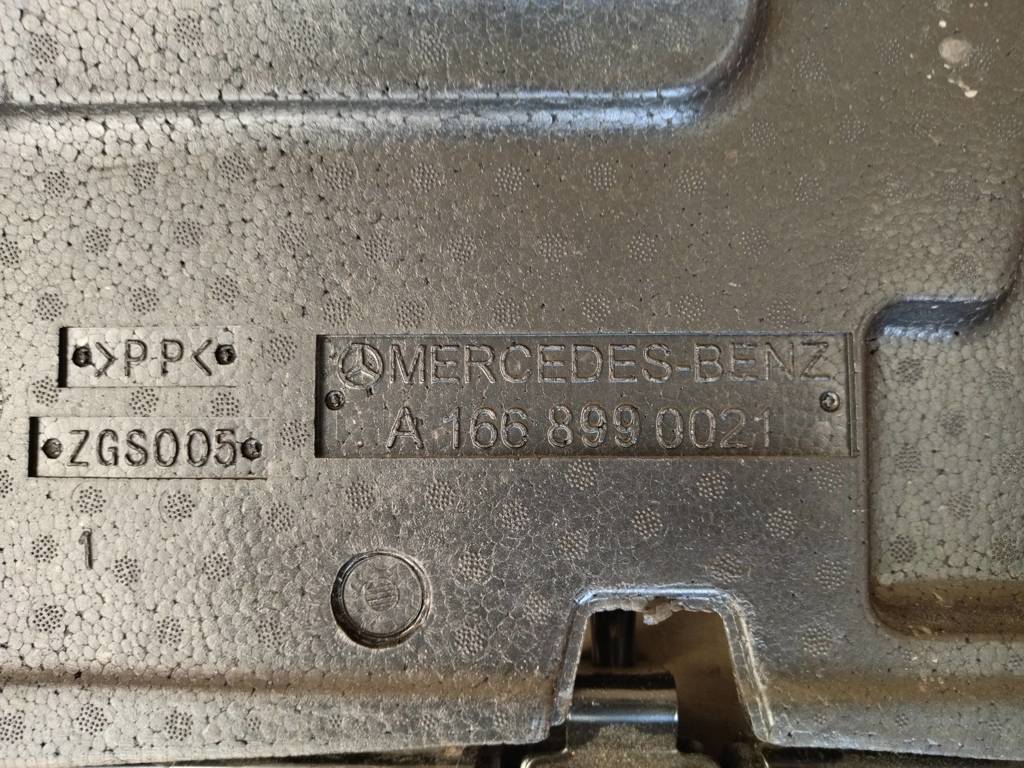 >PP<
MERCEDES-BENZ
A 166 899 0021
ZGS005
1